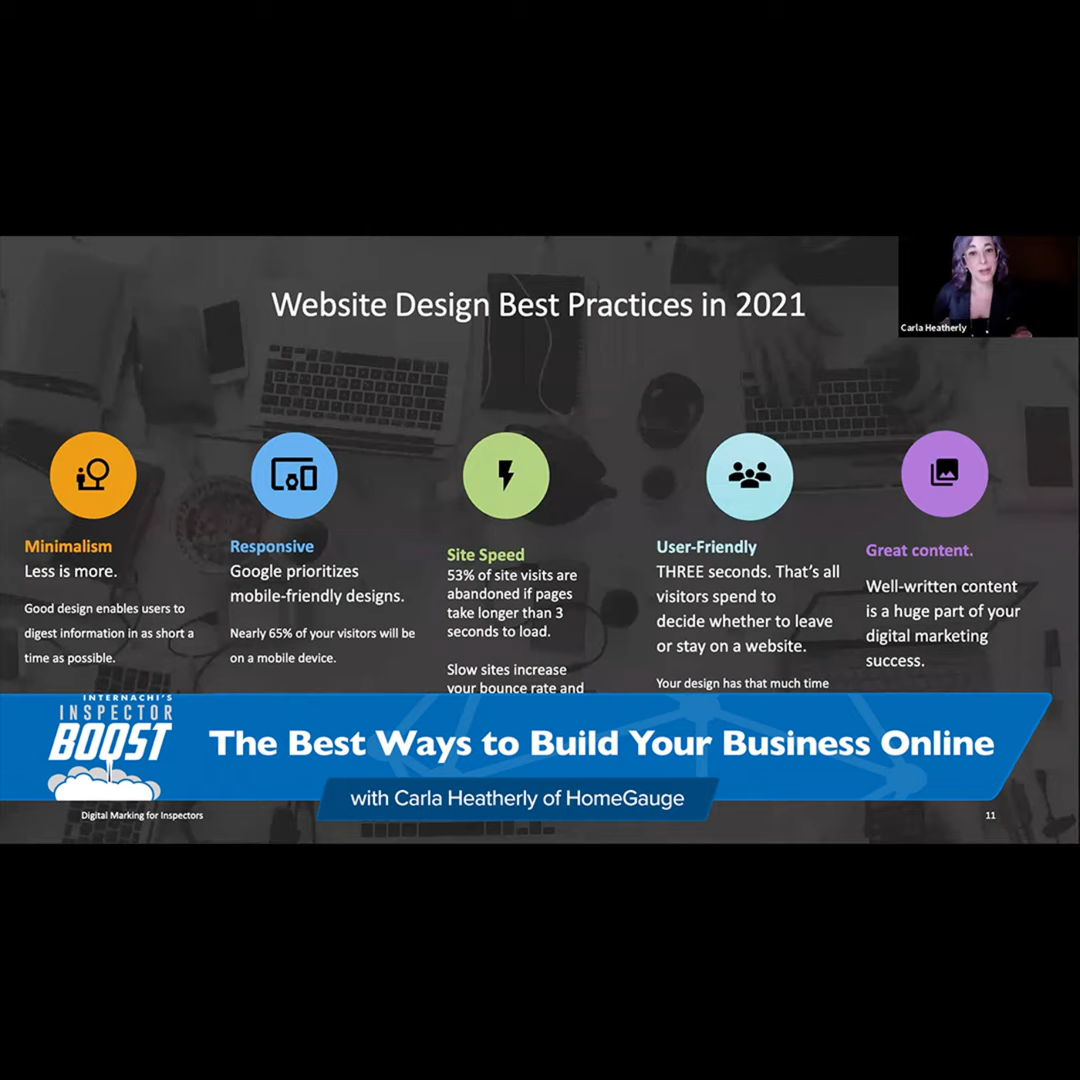 Website Design Best Practices in 2021
Carla Heatherly
Minimalism
Less is more.
Good design enables users to
digest information in as short a
time as possible.
Responsive
Google prioritizes
mobile-friendly designs.
Nearly 65% of your visitors will be
on a mobile device.
Site Speed
53% of site visits are
abandoned if pages
take longer than 3
seconds to load.
Slow sites increase
your bounce rate and
User-Friendly
THREE seconds. That's all
visitors spend to
decide whether to leave
or stay on a website.
Your design has that much time
Great content.
Well-written content
is a huge part of your
digital marketing
success.
INTERNACHI'S
INSPECTOR
BOOST
The Best Ways to Build Your Business Online
with Carla Heatherly of HomeGauge
Digital Marking for Inspectors
11